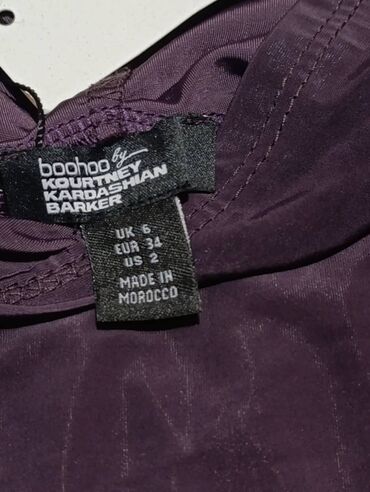 boohoo by
KOURTNEY
KARDASHIAN
BARKER
UK 6
EUR 34
US 2
MADE IN
MOROCCO